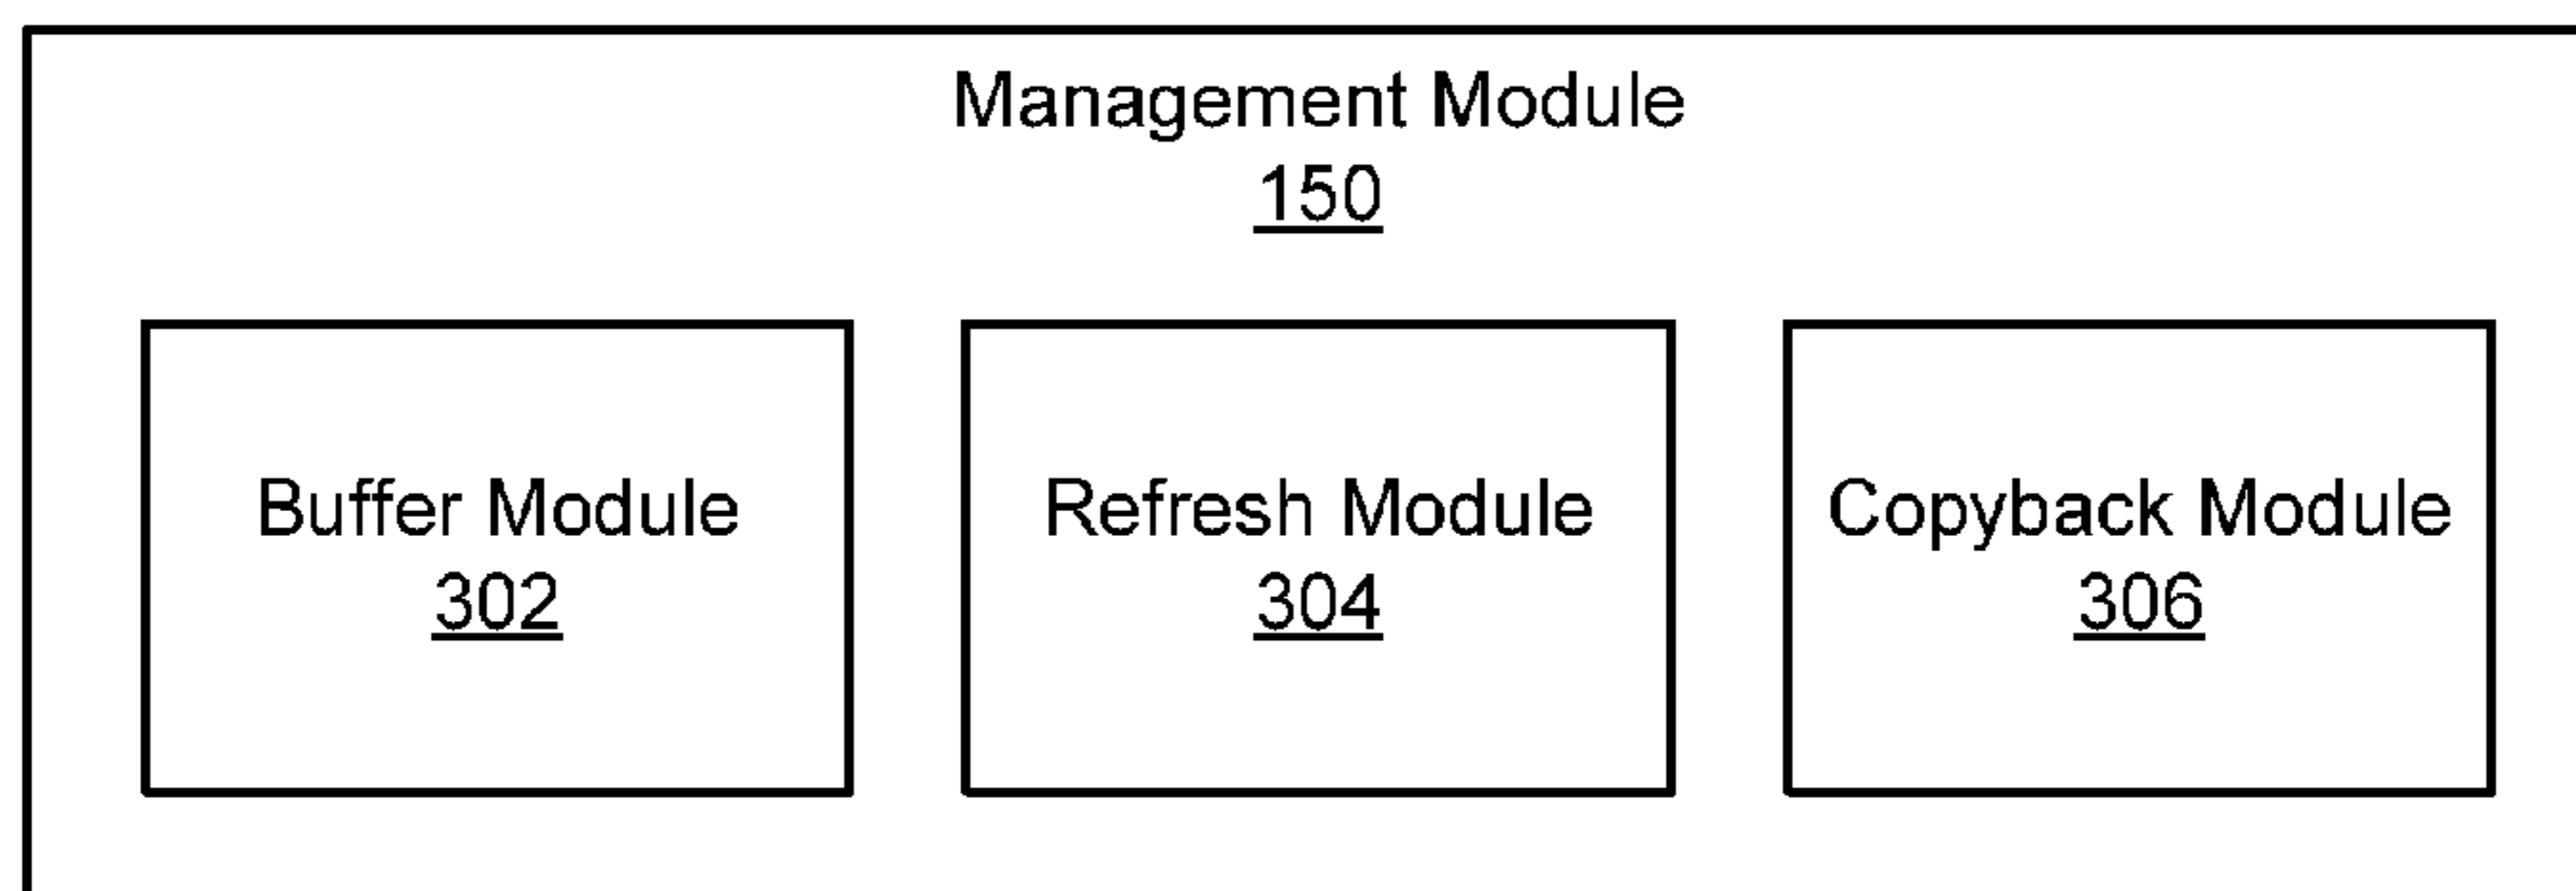 Management Module
150
Buffer Module
302
Refresh Module
304
Copyback Module
306